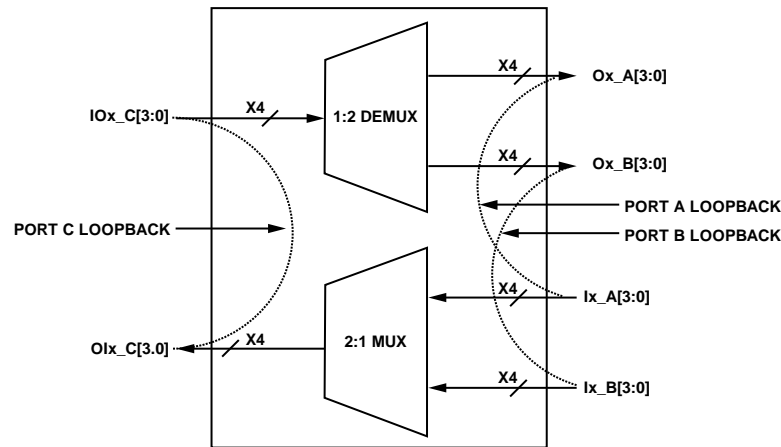 X4
Ox_A[3:0]
IOx_C[3:0]
X4
1:2 DEMUX
X4
Ox_B[3:0]
PORT A LOOPBACK
PORT C LOOPBACK
PORT B LOOPBACK
X4
Ix_A[3:0]
OIx_C[3.0]
X4
2:1 MUX
X4
Ix_B[3:0]